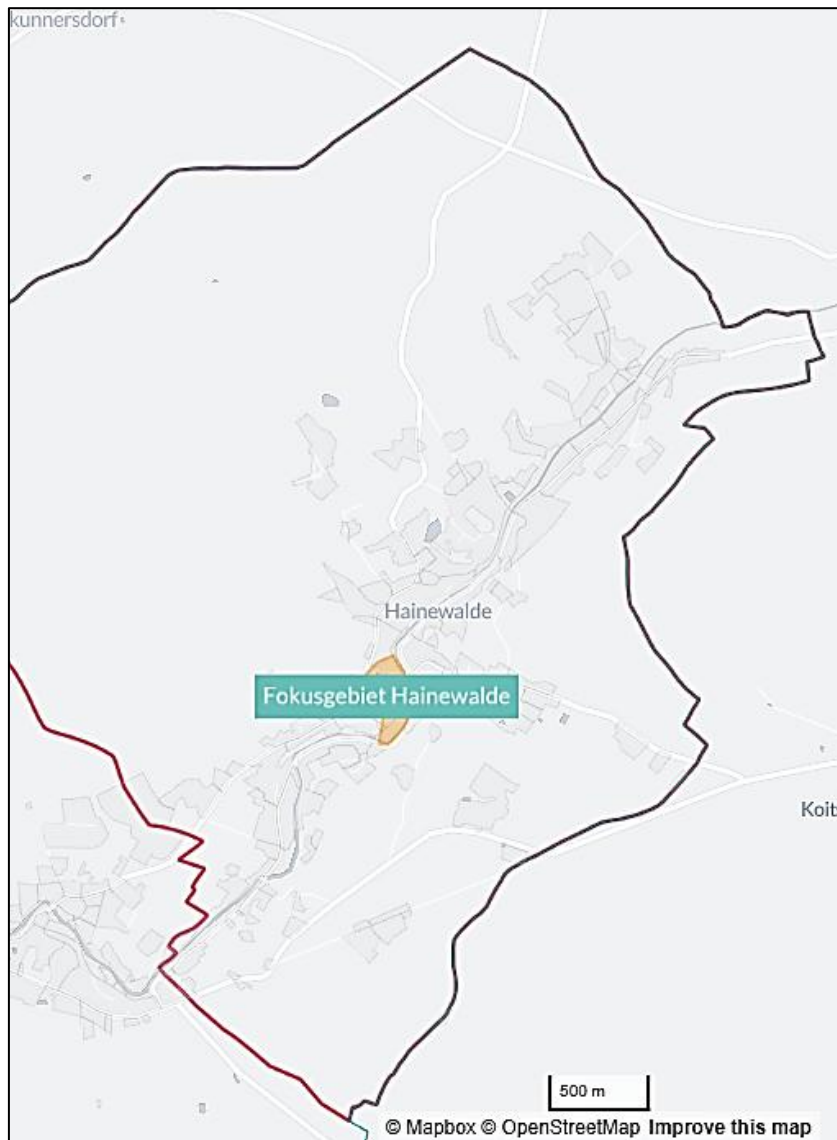 kunnersdorf
Hainewalde
Fokusgebiet Hainewalde
Koit
500 m
© Mapbox © OpenStreetMap Improve this map